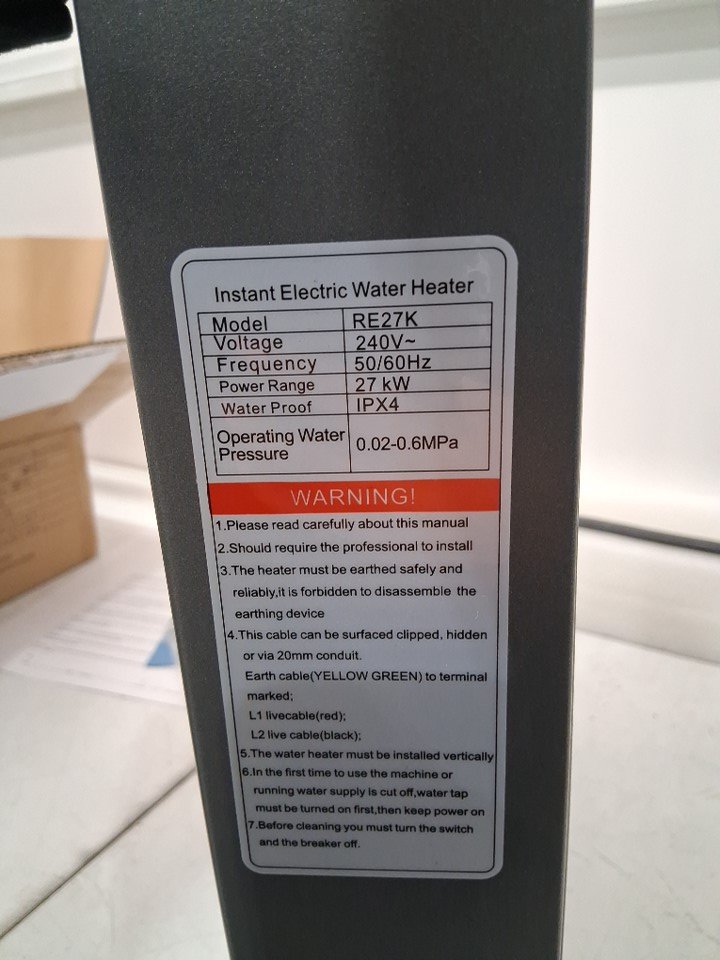 Instant Electric Water Heater
Model RE27K
Voltage 240V~
Frequency 50/60Hz
Power Range 27 kW
Water Proof IPX4
Operating Water Pressure 0.02-0.6MPa
WARNING!
1.Please read carefully about this manual
2.Should require the professional to install
3.The heater must be earthed safely and
reliably,it is forbidden to disassemble the
earthing device
4.This cable can be surfaced clipped, hidden
or via 20mm conduit.
Earth cable(YELLOW GREEN) to terminal
marked;
L1 livecable(red);
L2 live cable(black);
5.The water heater must be installed vertically
6.In the first time to use the machine or
running water supply is cut off,water tap
must be turned on first,then keep power on
7.Before cleaning you must turn the switch
and the breaker off.